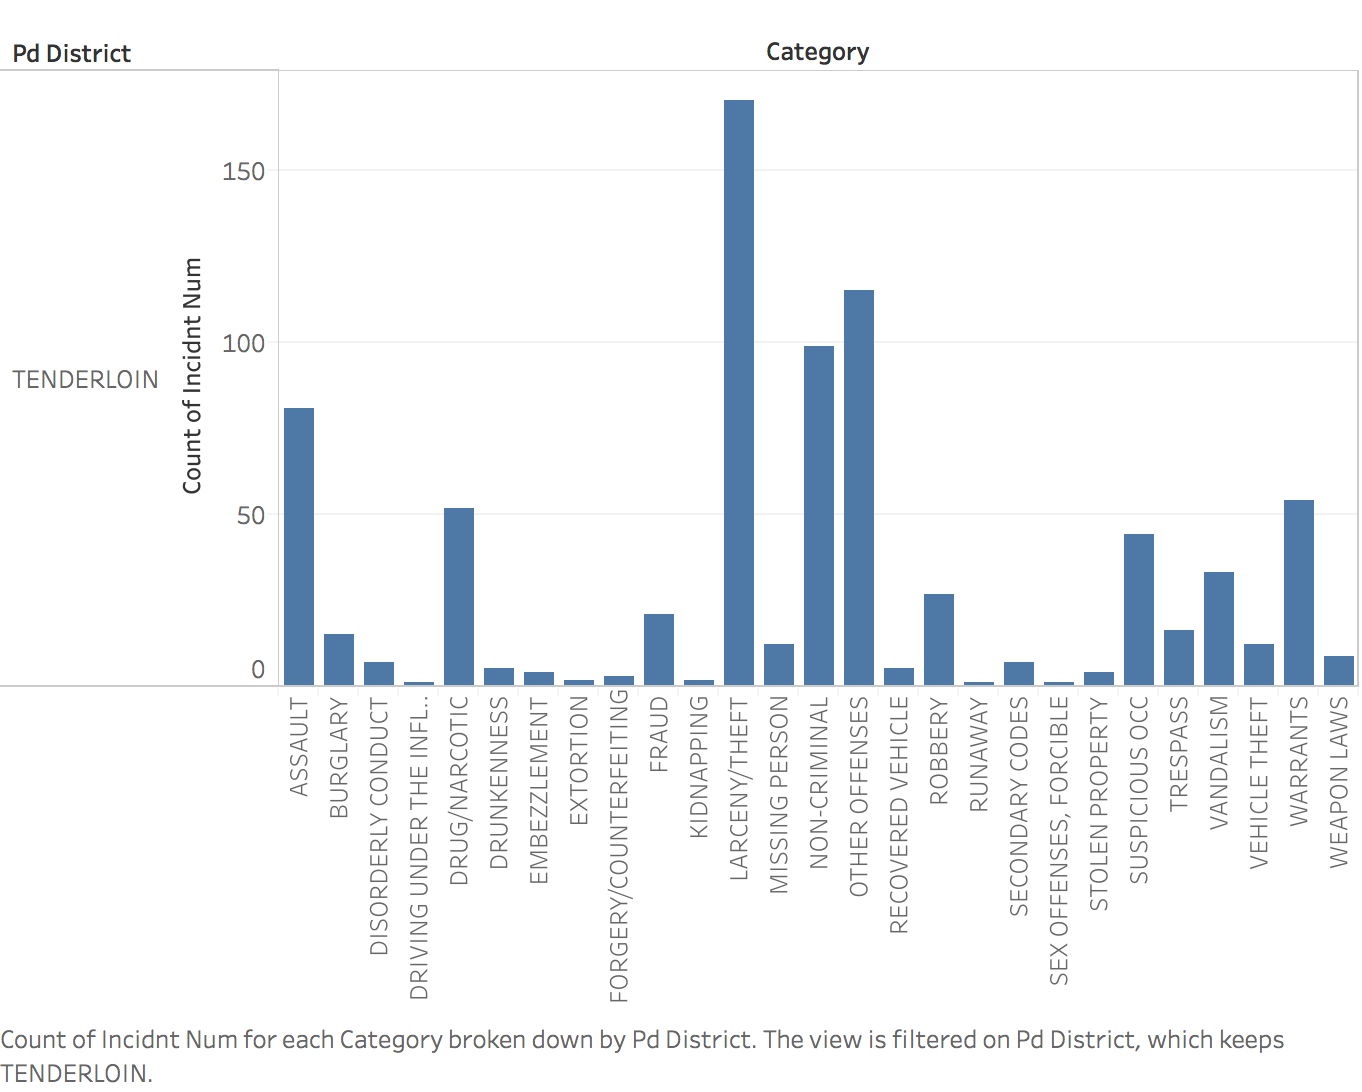 Pd District
Category
150
100
50
0
Count of Incidnt Num
TENDERLOIN
ASSAULT
BURGLARY
DISORDERLY CONDUCT
DRIVING UNDER THE INFL..
DRUG/NARCOTIC
DRUNKENNESS
EMBEZZLEMENT
EXTORTION
FORGERY/COUNTERFEITING
FRAUD
KIDNAPPING
LARCENY/THEFT
MISSING PERSON
NON-CRIMINAL
OTHER OFFENSES
RECOVERED VEHICLE
ROBBERY
RUNAWAY
SECONDARY CODES
SEX OFFENSES, FORCIBLE
STOLEN PROPERTY
SUSPICIOUS OCC
TRESPASS
VANDALISM
VEHICLE THEFT
WARRANTS
WEAPON LAWS
Count of Incidnt Num for each Category broken down by Pd District. The view is filtered on Pd District, which keeps
TENDERLOIN.